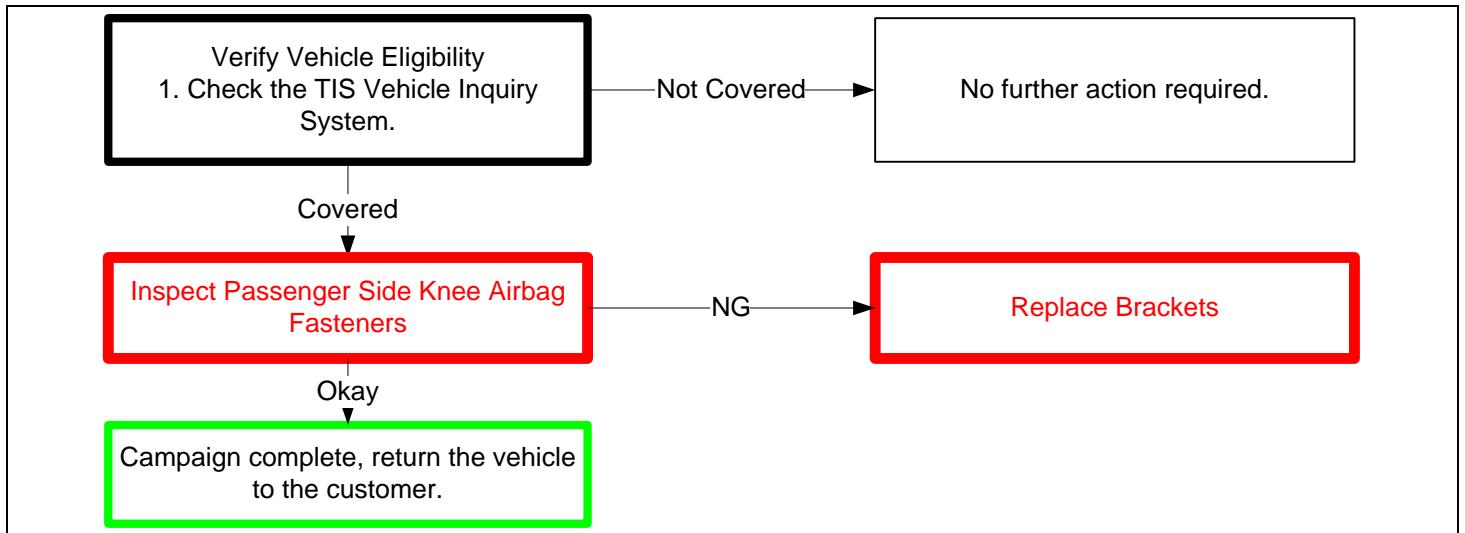 Verify Vehicle Eligibility
1. Check the TIS Vehicle Inquiry
System.
Not Covered
No further action required.
Covered
Inspect Passenger Side Knee Airbag
Fasteners
NG
Replace Brackets
Okay
Campaign complete, return the vehicle
to the customer.